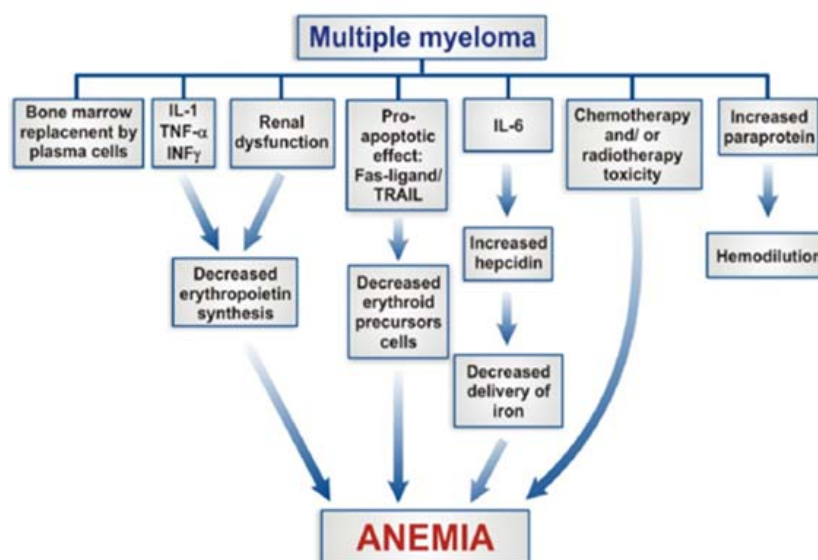 Multiple myeloma
Bone marrow
replacenent by
plasma cells
IL-1
TNF-α
INFγ
Renal
dysfunction
Pro-
apoptotic
effect:
Fas-ligand/
TRAIL
IL-6
Chemotherapy
and/ or
radiotherapy
toxicity
Increased
paraprotein
Decreased
erythropoietin
synthesis
Decreased
erythroid
precursors
cells
Increased
hepcidin
Decreased
delivery of
iron
Hemodilution
ANEMIA